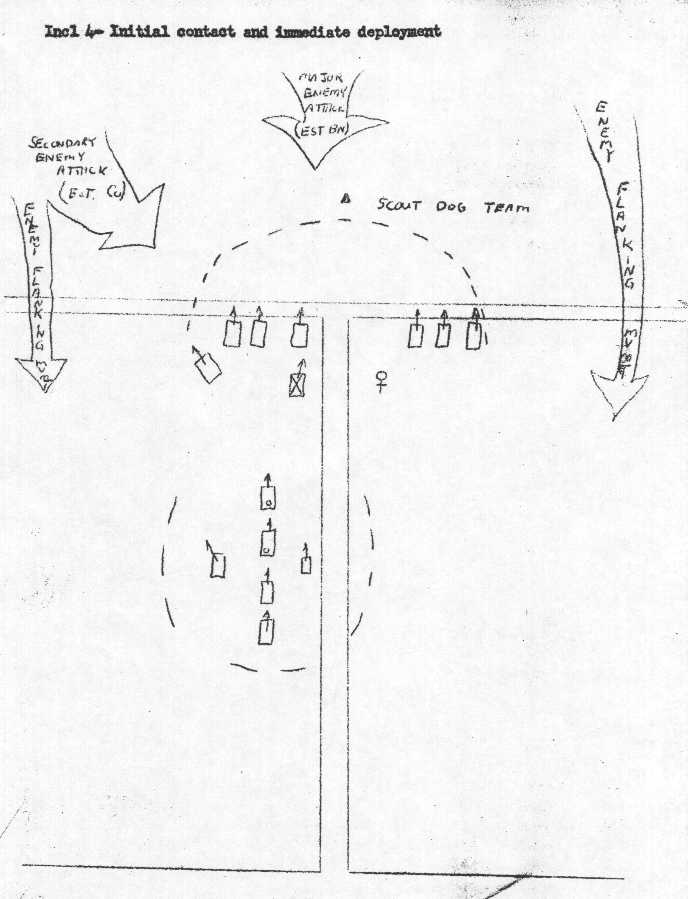 Incl 4- Initial contact and immediate deployment
MAJOR
ENEMY
ATTACK
(EST BN)
SECONDARY
ENEMY
ATTACK
(EST. Co)
SCOUT DOG TEAM
ENEMY FLANKING MVT
ENEMY FLANKING MVMT